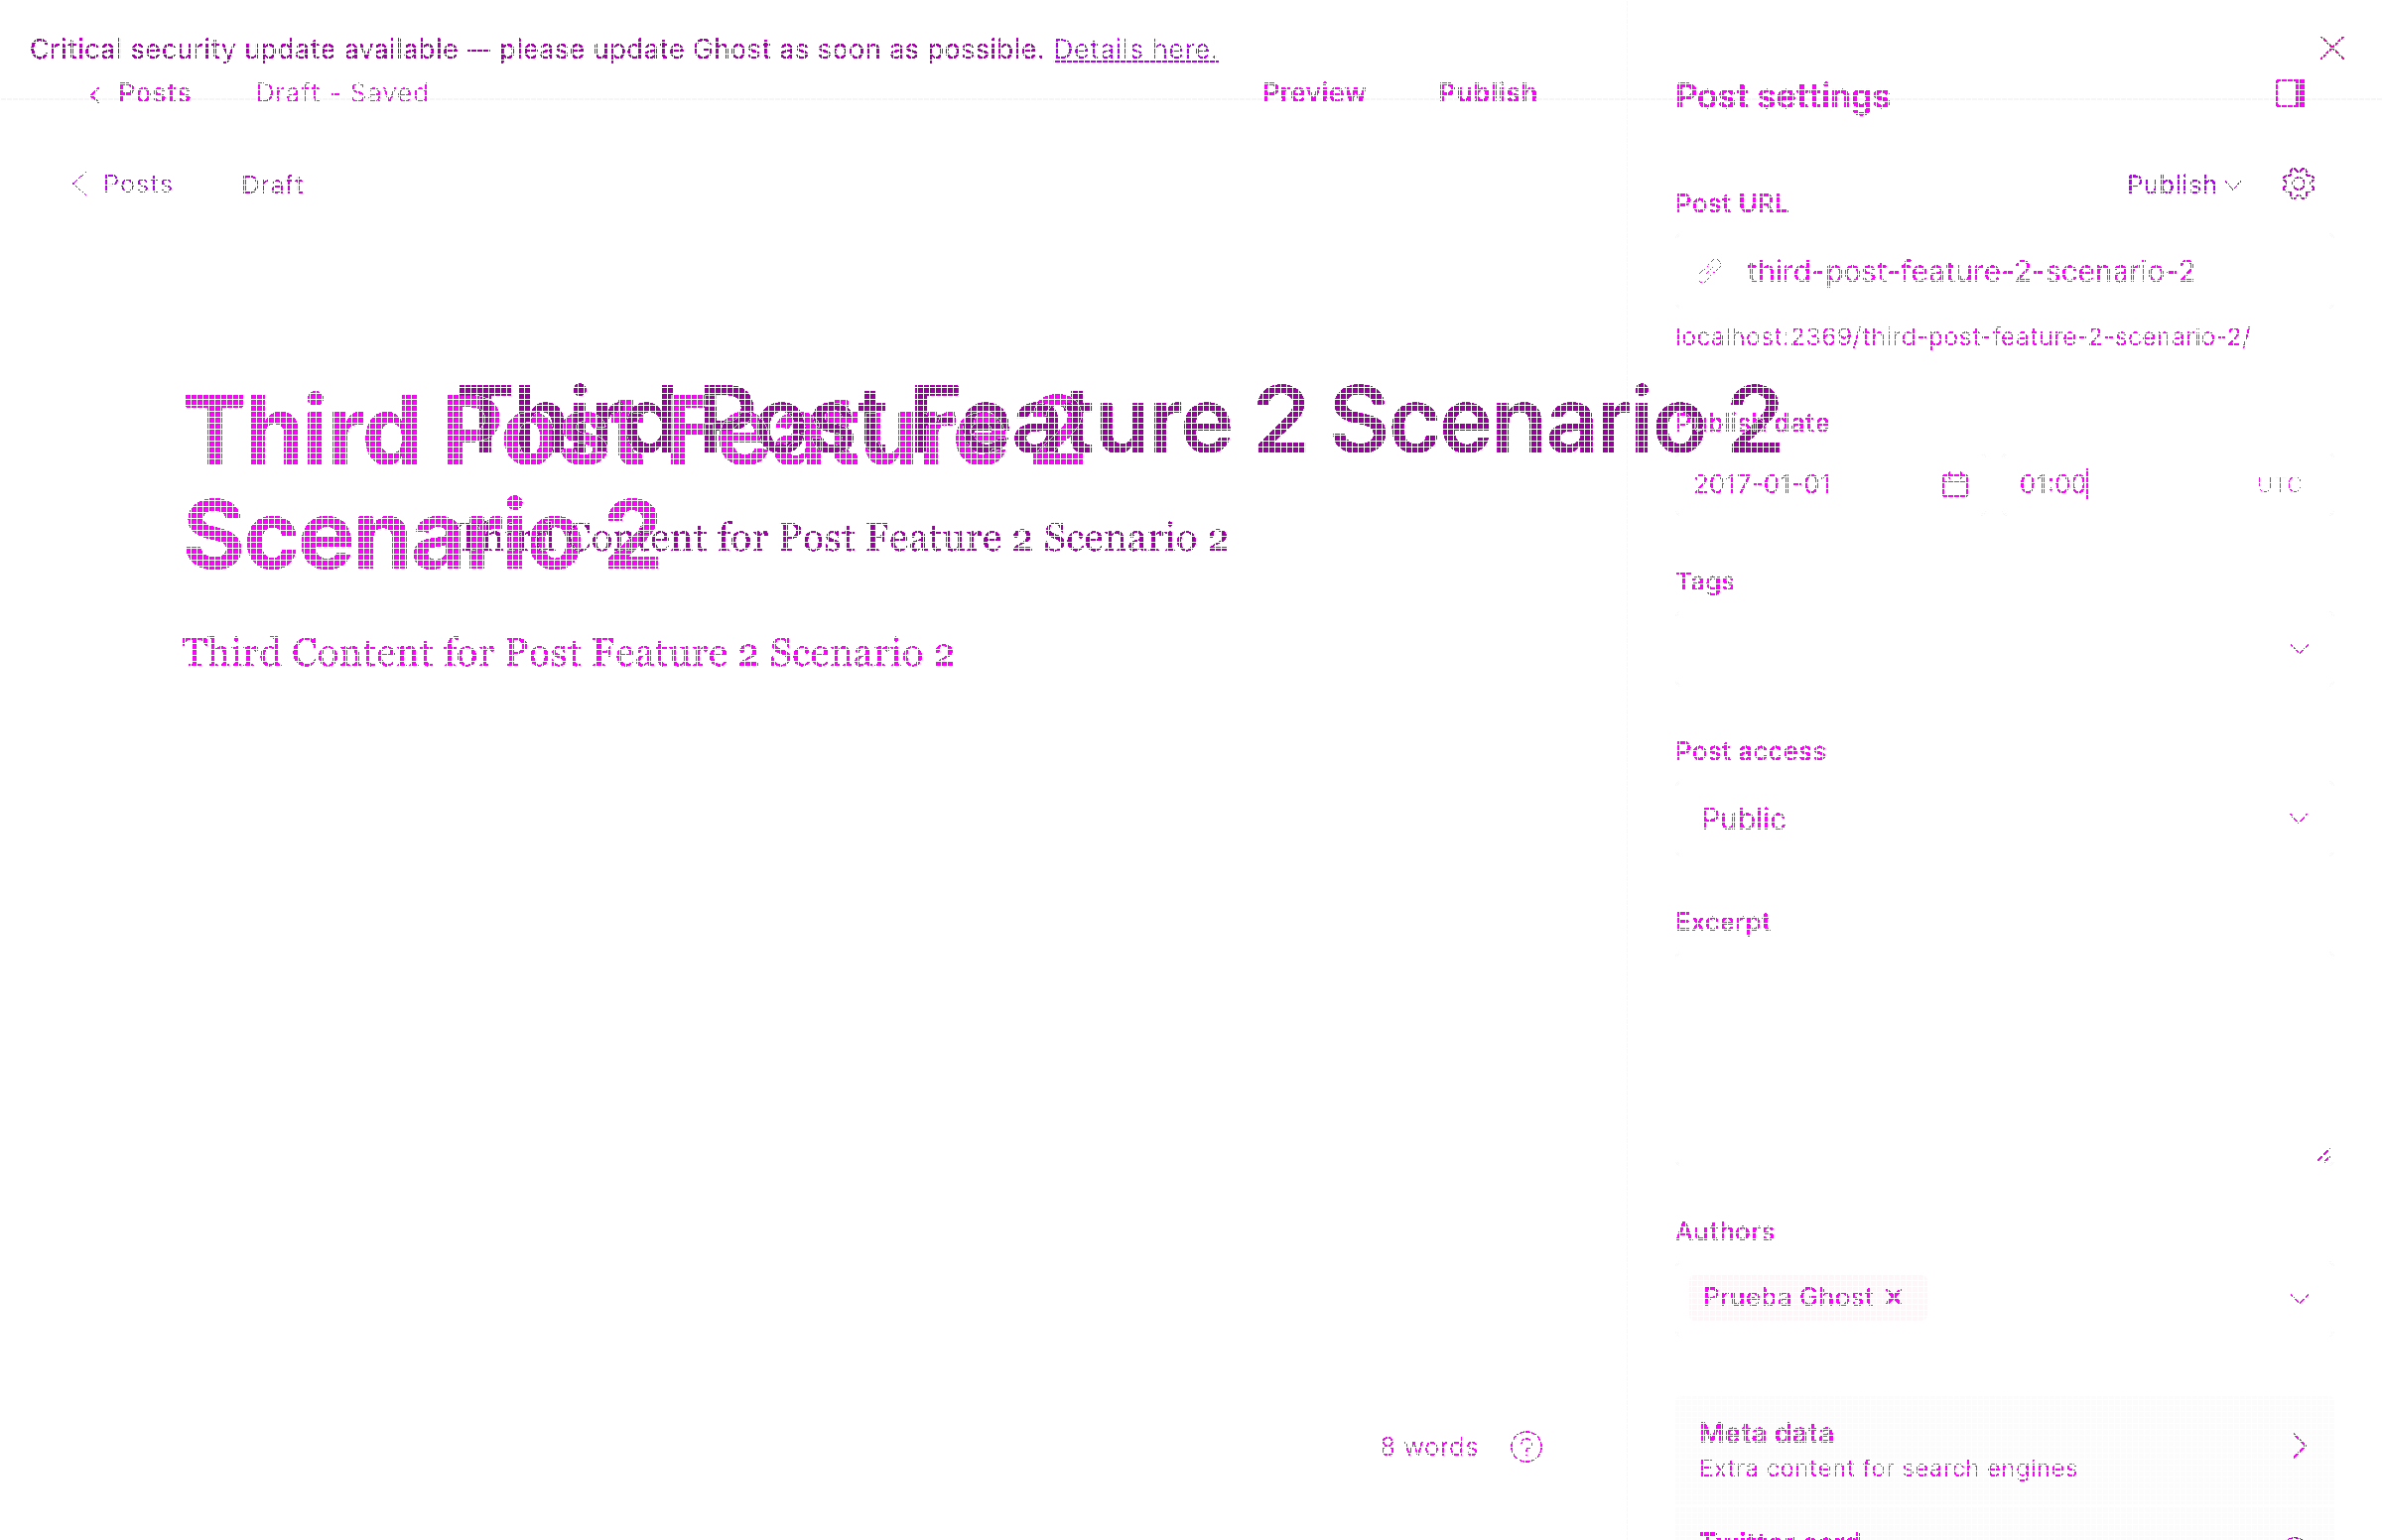 Critical security update available — please update Ghost as soon as possible. Details here.
Posts
Draft - Saved
Preview
Publish
Post settings
Posts
Draft
Publish
Post URL
third-post-feature-2-scenario-2
localhost:2369/third-post-feature-2-scenario-2/
Third Post Feature 2 Scenario 2
Third Post Feature 2
Scenario 2
Publish date
2017-01-01
01:00
UTC
Third Content for Post Feature 2 Scenario 2
Tags
Third Content for Post Feature 2 Scenario 2
Post access
Public
Excerpt
Authors
Prueba Ghost ×
8 words
Meta data
Extra content for search engines
Twitter card